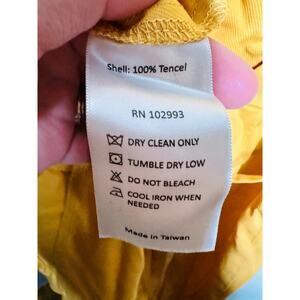 Shell: 100% Tencel
RN 102993
DRY CLEAN ONLY
TUMBLE DRY LOW
DO NOT BLEACH
COOL IRON WHEN
NEEDED
Made in Taiwan